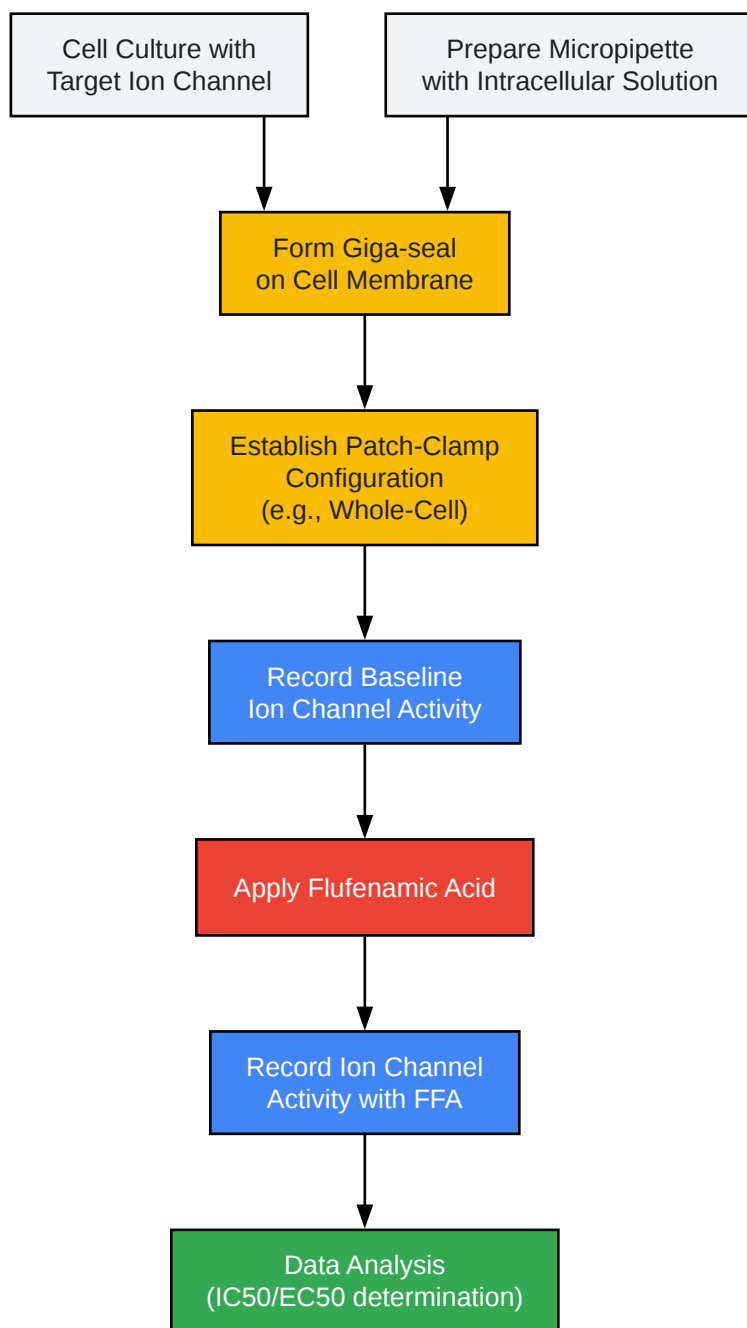 Cell Culture with
Target Ion Channel
Prepare Micropipette
with Intracellular Solution
Form Giga-seal
on Cell Membrane
Establish Patch-Clamp
Configuration
(e.g., Whole-Cell)
Record Baseline
Ion Channel Activity
Apply Flufenamic Acid
Record Ion Channel
Activity with FFA
Data Analysis
(IC50/EC50 determination)